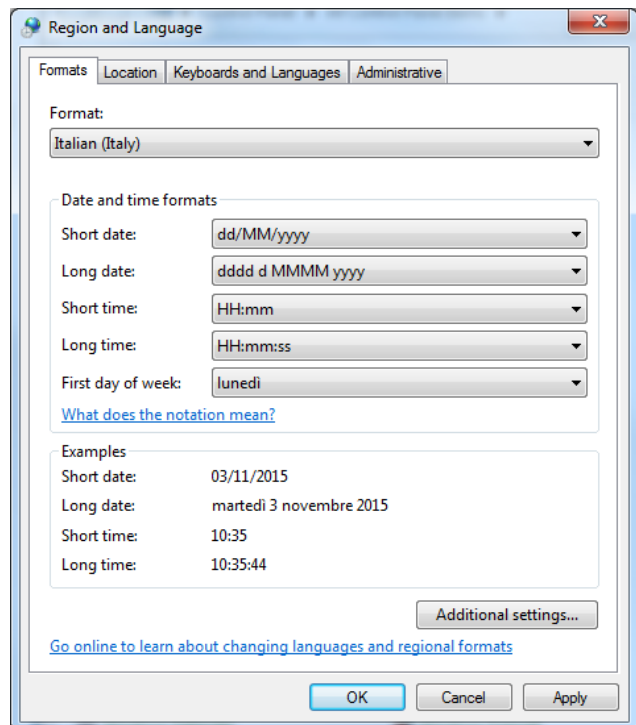 Region and Language
Formats Location Keyboards and Languages Administrative
Format:
Italian (Italy)
Date and time formats
Short date: dd/MM/yyyy
Long date: dddd d MMMM yyyy
Short time: HH:mm
Long time: HH:mm:ss
First day of week: lunedì
What does the notation mean?
Examples
Short date: 03/11/2015
Long date: martedì 3 novembre 2015
Short time: 10:35
Long time: 10:35:44
Additional settings...
Go online to learn about changing languages and regional formats
OK Cancel Apply